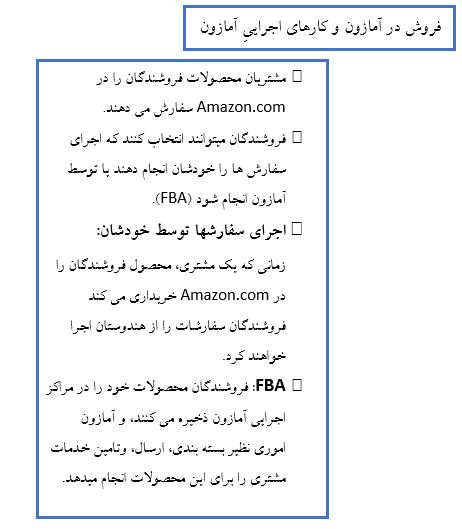 فروش در آمازون و کارهای اجراییِ آمازون
مشتریان محصولات فروشندگان را در
Amazon.com سفارش می دهند.
فروشندگان میتوانند انتخاب کنند که اجرای
سفارش ها را خودشان انجام دهند یا توسط
آمازون انجام شود (FBA).
اجرای سفارشها توسط خودشان:
زمانی که یک مشتری، محصول فروشندگان را
در Amazon.com خریداری می کند
فروشندگان سفارشات را از هندوستان اجرا
خواهند کرد.
FBA: فروشندگان محصولات خود را در مراکز
اجرایی آمازون ذخیره می کنند، و آمازون
اموری نظیر بسته بندی، ارسال، وتامین خدمات
مشتری را برای این محصولات انجام میدهد.